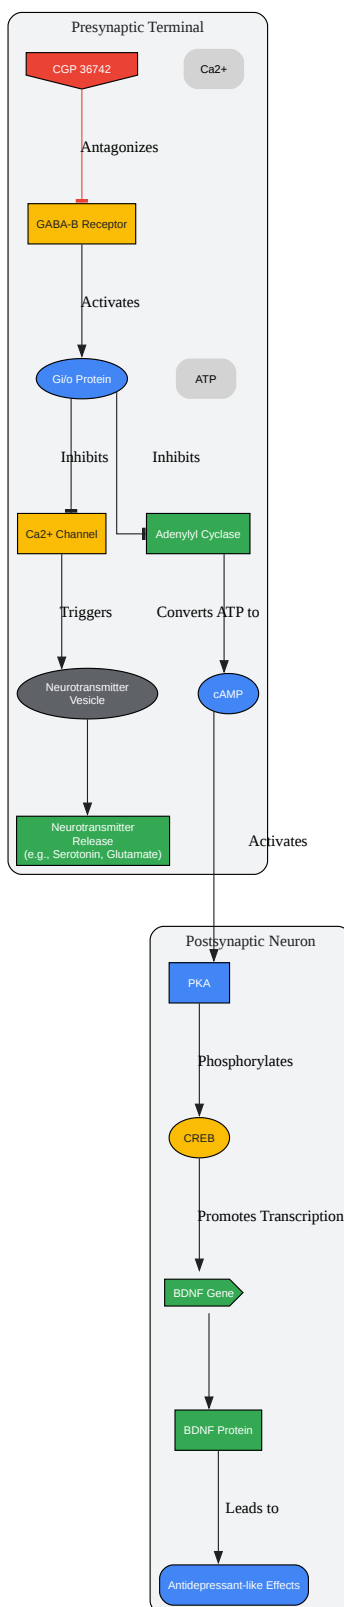 Presynaptic Terminal
CGP 36742
Ca2+
Antagonizes
GABA-B Receptor
Activates
Gi/o Protein
ATP
Inhibits
Inhibits
Ca2+ Channel
Adenylyl Cyclase
Triggers
Converts ATP to
Neurotransmitter
Vesicle
cAMP
Neurotransmitter
Release
(e.g., Serotonin, Glutamate)
Activates
Postsynaptic Neuron
PKA
Phosphorylates
CREB
Promotes Transcription
BDNF Gene
BDNF Protein
Leads to
Antidepressant-like Effects